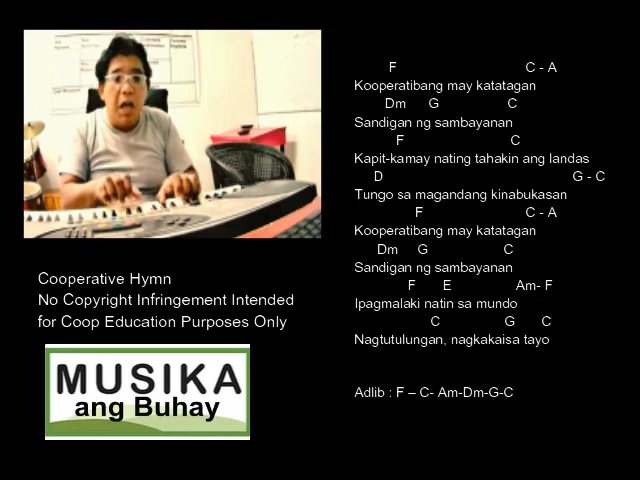 F C - A
Kooperatibang may katatagan
Dm G C
Sandigan ng sambayanan
F C
Kapit-kamay nating tahakin ang landas
D G - C
Tungo sa magandang kinabukasan
F C - A
Kooperatibang may katatagan
Dm G C
Sandigan ng sambayanan
F E Am- F
Ipagmalaki natin sa mundo
C G C
Nagtutulungan, nagkakaisa tayo
Adlib : F – C- Am-Dm-G-C
Cooperative Hymn
No Copyright Infringement Intended
for Coop Education Purposes Only
MUSIKA
ang Buhay